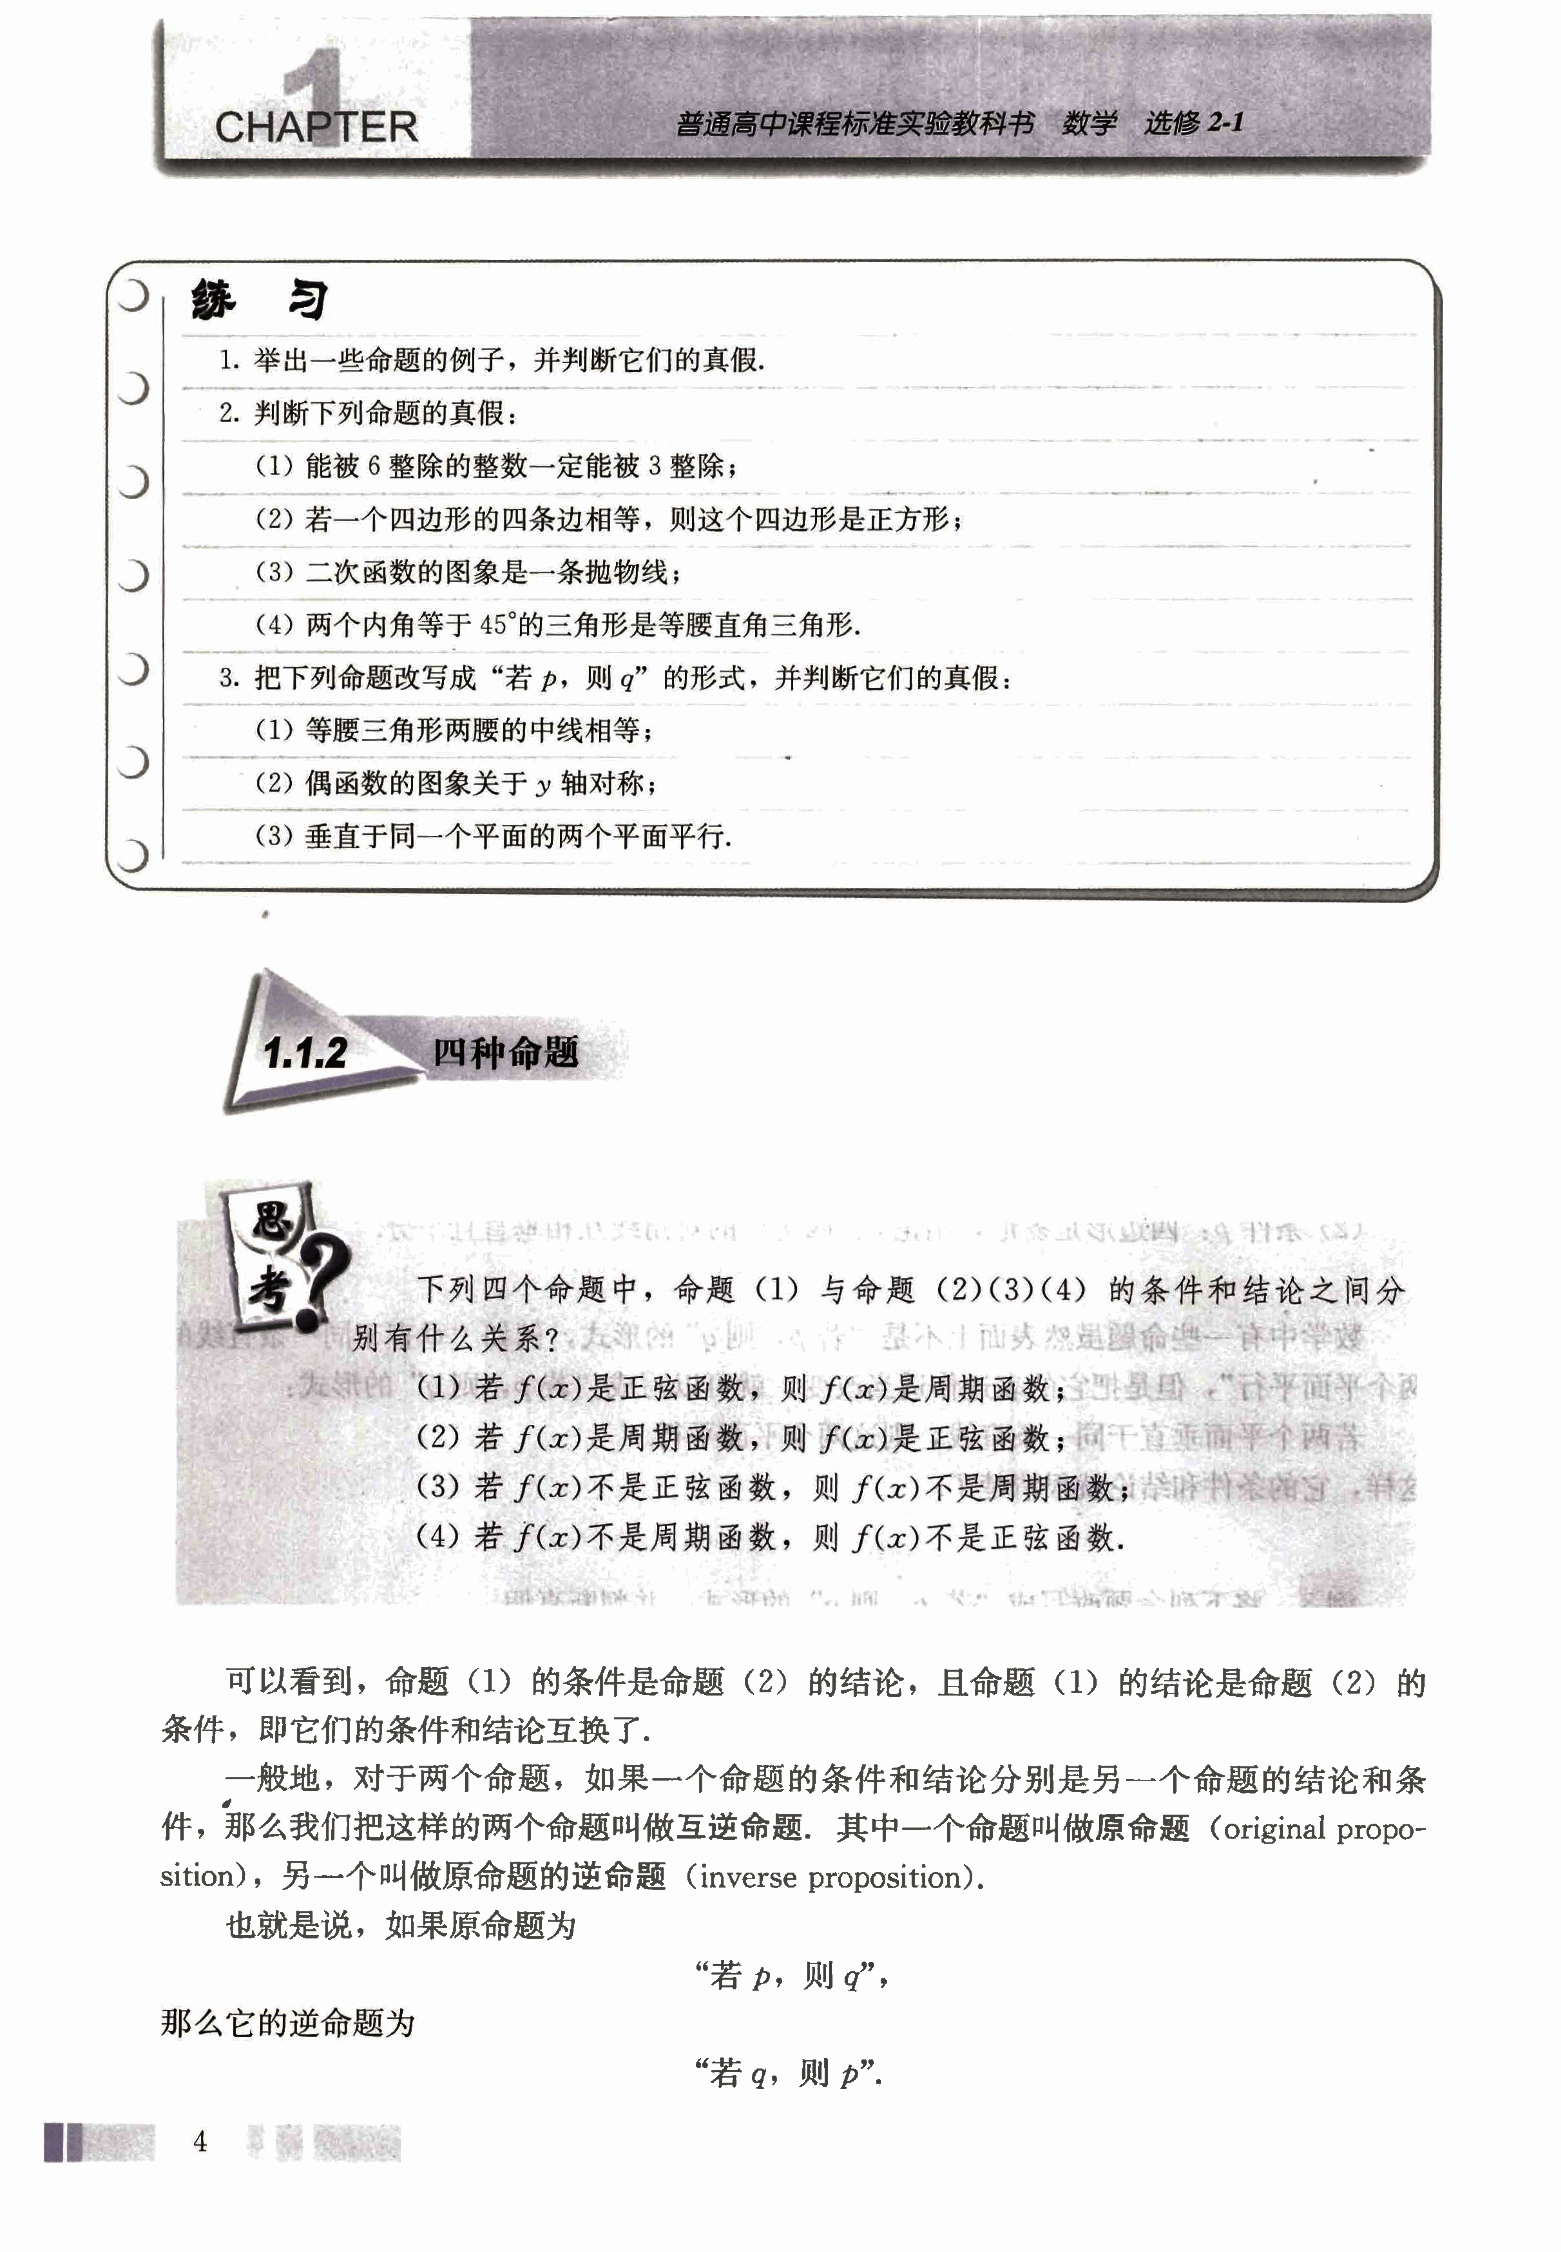 1
CHAPTER
普通高中课程标准实验教科书 数学 选修 2-1
练 习
1. 举出一些命题的例子，并判断它们的真假.
2. 判断下列命题的真假：
（1）能被 6 整除的整数一定能被 3 整除；
（2）若一个四边形的四条边相等，则这个四边形是正方形；
（3）二次函数的图象是一条抛物线；
（4）两个内角等于 45°的三角形是等腰直角三角形.
3. 把下列命题改写成“若 p，则 q”的形式，并判断它们的真假：
（1）等腰三角形两腰的中线相等；
（2）偶函数的图象关于 y 轴对称；
（3）垂直于同一个平面的两个平面平行.
1.1.2 四种命题
思考？
下列四个命题中，命题（1）与命题（2）（3）（4）的条件和结论之间分
别有什么关系？
（1）若 f(x)是正弦函数，则 f(x)是周期函数；
（2）若 f(x)是周期函数，则 f(x)是正弦函数；
（3）若 f(x)不是正弦函数，则 f(x)不是周期函数；
（4）若 f(x)不是周期函数，则 f(x)不是正弦函数.
可以看到，命题（1）的条件是命题（2）的结论，且命题（1）的结论是命题（2）的
条件，即它们的条件和结论互换了.
一般地，对于两个命题，如果一个命题的条件和结论分别是另一个命题的结论和条
件，那么我们把这样的两个命题叫做互逆命题. 其中一个命题叫做原命题（original propo-
sition），另一个叫做原命题的逆命题（inverse proposition）.
也就是说，如果原命题为
“若 p，则 q”，
那么它的逆命题为
“若 q，则 p”.
4